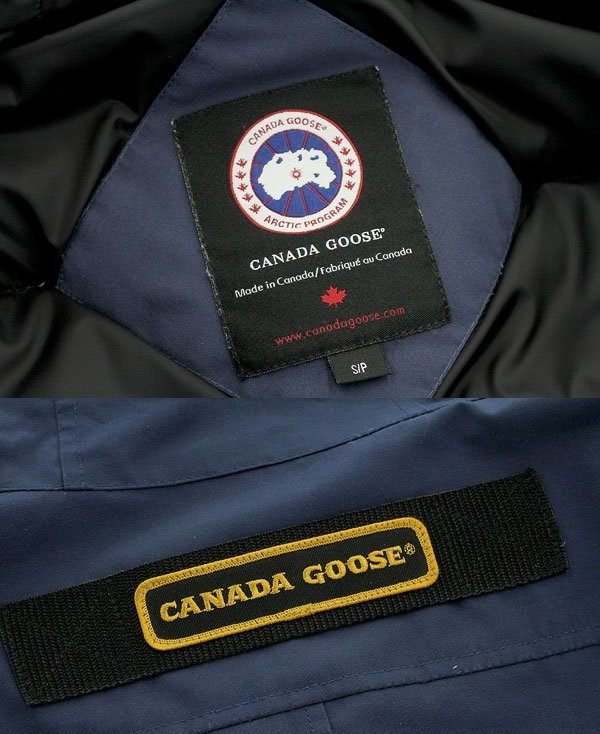 CANADA GOOSE®
ARCTIC PROGRAM
CANADA GOOSE®
Made in Canada/Fabriqué au Canada
www.canadagoose.com
S/P
CANADA GOOSE®